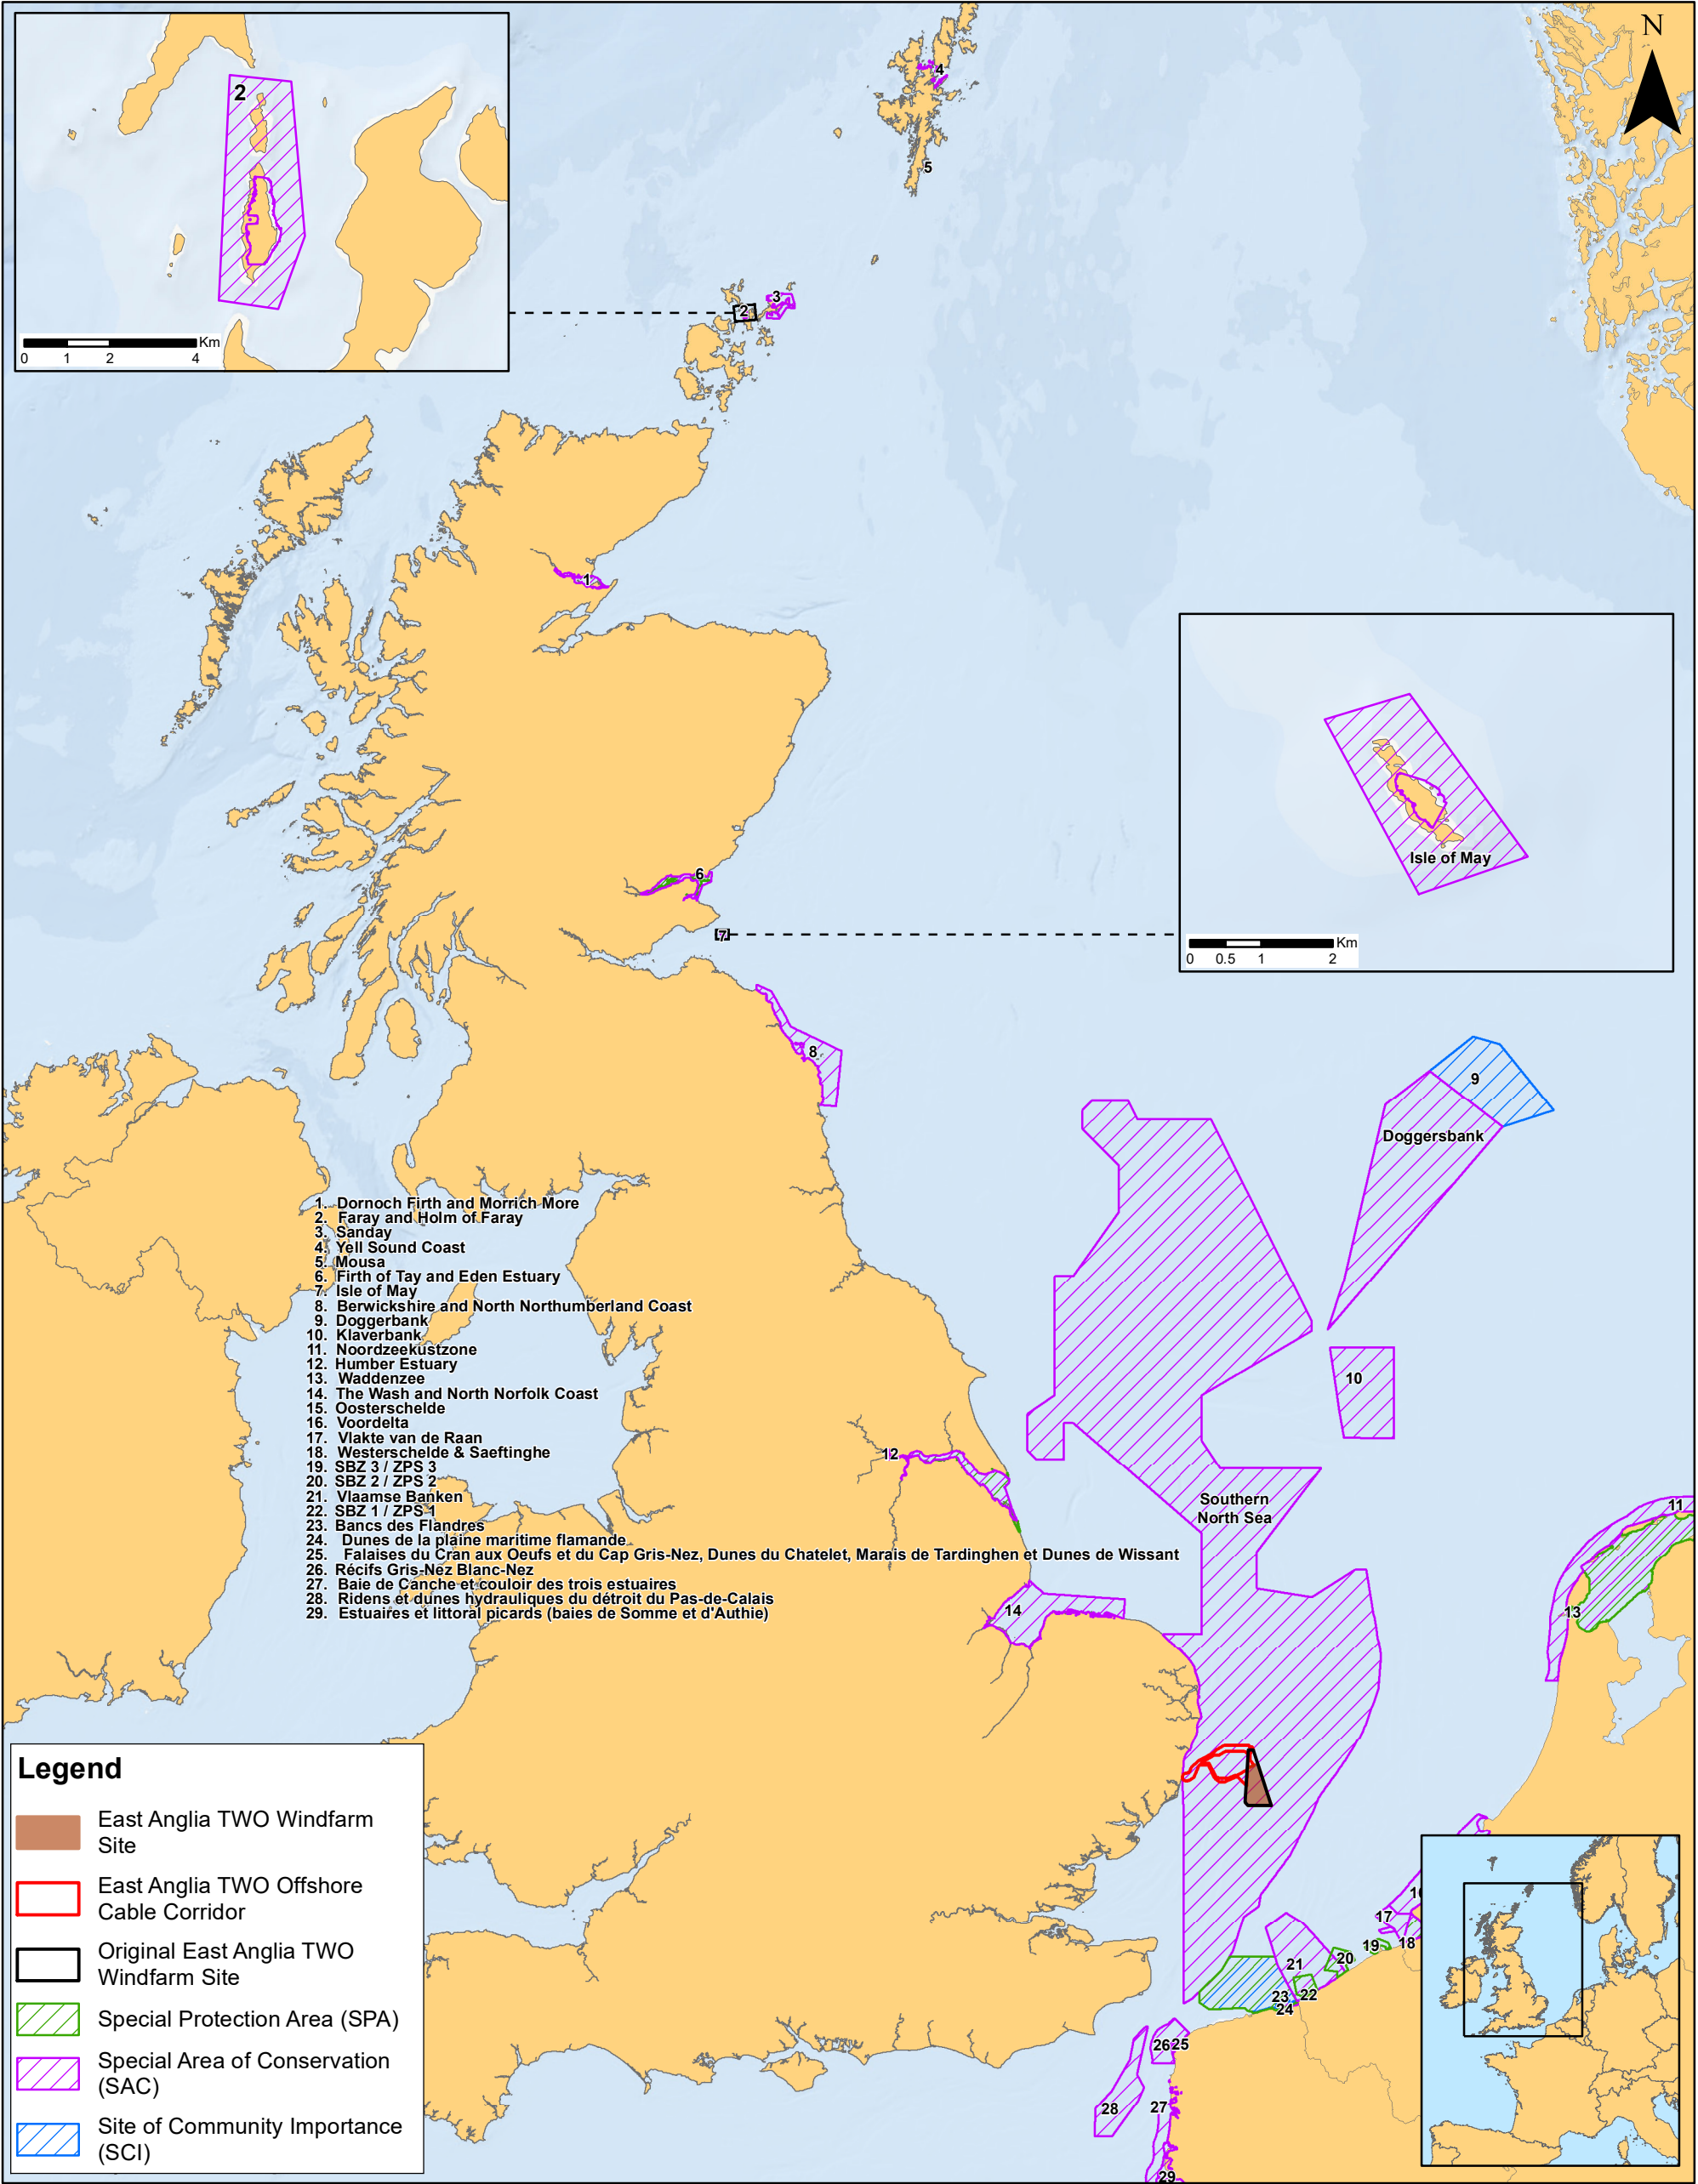 N
2
Km
0 1 2 4
4
5
3
2
1
Isle of May
Km
0 0.5 1 2
6
7
8
9
Doggersbank
10
1. Dornoch Firth and Morrich More
2. Faray and Holm of Faray
3. Sanday
4. Yell Sound Coast
5. Mousa
6. Firth of Tay and Eden Estuary
7. Isle of May
8. Berwickshire and North Northumberland Coast
9. Doggerbank
10. Klaverbank
11. Noordzeekustzone
12. Humber Estuary
13. Waddenzee
14. The Wash and North Norfolk Coast
15. Oosterschelde
16. Voordelta
17. Vlakte van de Raan
18. Westerschelde & Saeftinghe
19. SBZ 3 / ZPS 3
20. SBZ 2 / ZPS 2
21. Vlaamse Banken
22. SBZ 1 / ZPS 1
23. Bancs des Flandres
24. Dunes de la plaine maritime flamande
25. Falaises du Cran aux Oeufs et du Cap Gris-Nez, Dunes du Chatelet, Marais de Tardinghen et Dunes de Wissant
26. Récifs Gris-Nez Blanc-Nez
27. Baie de Canche et couloir des trois estuaires
28. Ridens et dunes hydrauliques du détroit du Pas-de-Calais
29. Estuaires et littoral picards (baies de Somme et d'Authie)
12
Southern
North Sea
11
14
13
17
18
19
20
21
22
23
24
26 25
28
27
29
Legend
East Anglia TWO Windfarm
Site
East Anglia TWO Offshore
Cable Corridor
Original East Anglia TWO
Windfarm Site
Special Protection Area (SPA)
Special Area of Conservation
(SAC)
Site of Community Importance
(SCI)